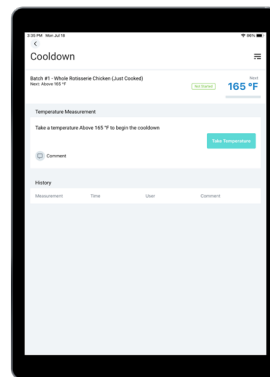 2:30 PM Mon Jul 18
96%
Cooldown
Batch #1 - Whole Rotisserie Chicken (Just Cooked)
Next: Above 165 °F
Not Started
Next
165 °F
Temperature Measurement
Take a temperature Above 165 °F to begin the cooldown
Take Temperature
Comment
History
Measurement Time User Comment